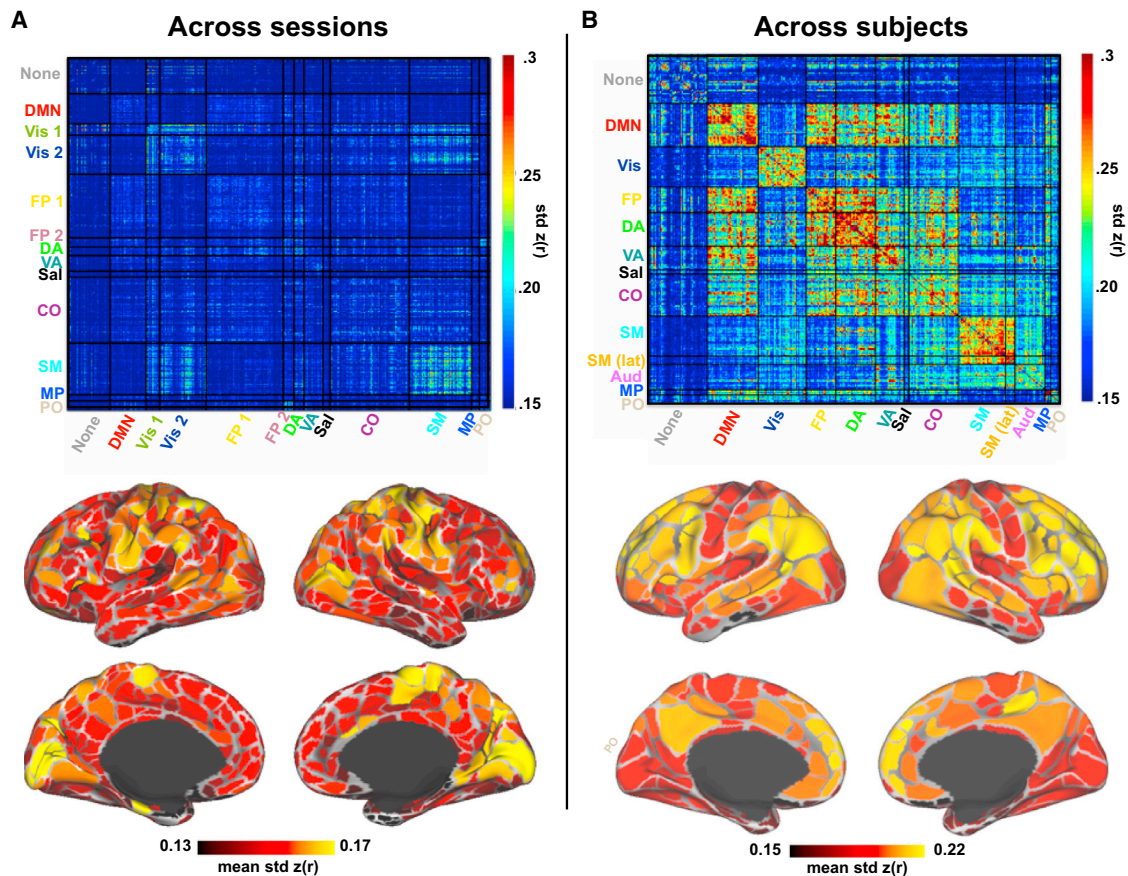 A
Across sessions
None
DMN
Vis 1
Vis 2
FP 1
FP 2
DA
VA
Sal
CO
SM
MP
PO
.3
.25
.20
.15
std z(r)
None
DMN
Vis 1
Vis 2
FP 1
FP 2
DA
VA
Sal
CO
SM
MP
PO
0.13
0.17
mean std z(r)
B
Across subjects
None
DMN
Vis
FP
DA
VA
Sal
CO
SM
SM (lat)
Aud
MP
PO
.3
.25
.20
.15
std z(r)
None
DMN
Vis
FP
DA
VA
Sal
CO
SM
SM (lat)
Aud
MP
PO
PO
0.15
0.22
mean std z(r)